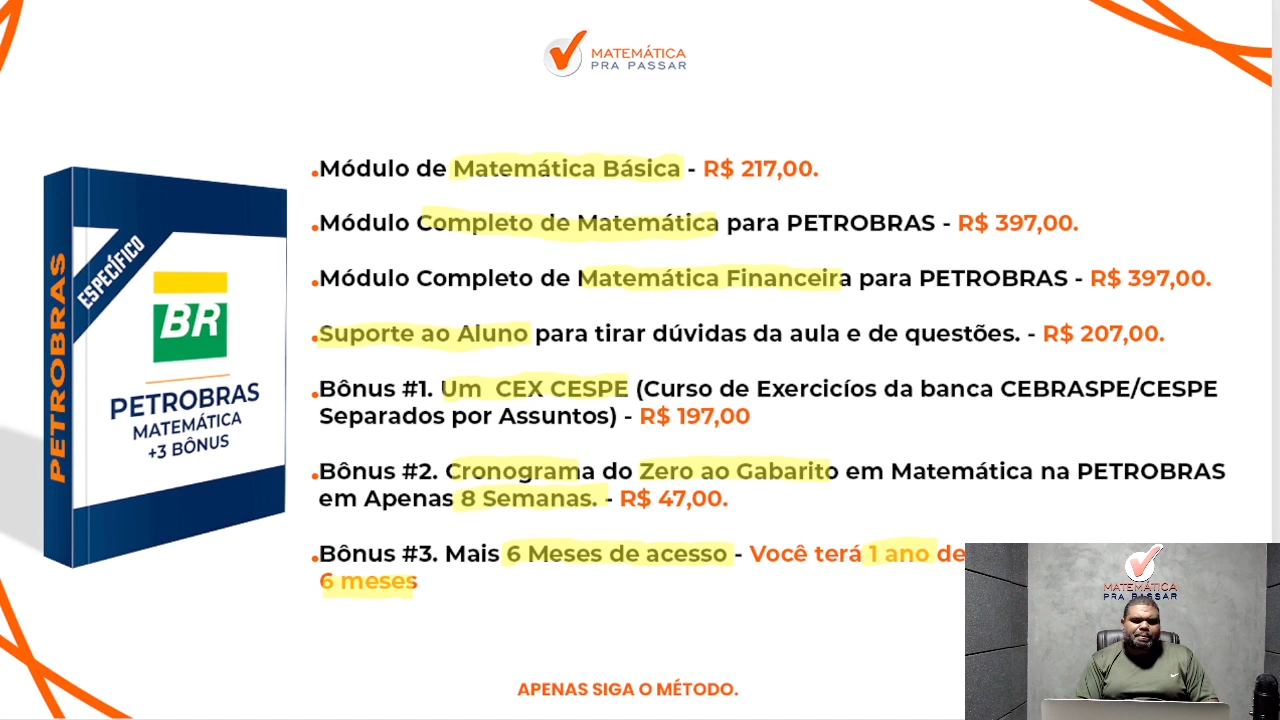 MATEMÁTICA
PRA PASSAR
Módulo de Matemática Básica - R$ 217,00.
Módulo Completo de Matemática para PETROBRAS - R$ 397,00.
Módulo Completo de Matemática Financeira para PETROBRAS - R$ 397,00.
Suporte ao Aluno para tirar dúvidas da aula e de questões. - R$ 207,00.
Bônus #1. Um CEX CESPE (Curso de Exercicíos da banca CEBRASPE/CESPE
Separados por Assuntos) - R$ 197,00
Bônus #2. Cronograma do Zero ao Gabarito em Matemática na PETROBRAS
em Apenas 8 Semanas. - R$ 47,00.
Bônus #3. Mais 6 Meses de acesso - Você terá 1 ano de
6 meses
PETROBRAS
ESPECÍFICO
BR
PETROBRAS
MATEMÁTICA
+3 BÔNUS
MATEMÁTICA
PRA PASSAR
APENAS SIGA O MÉTODO.